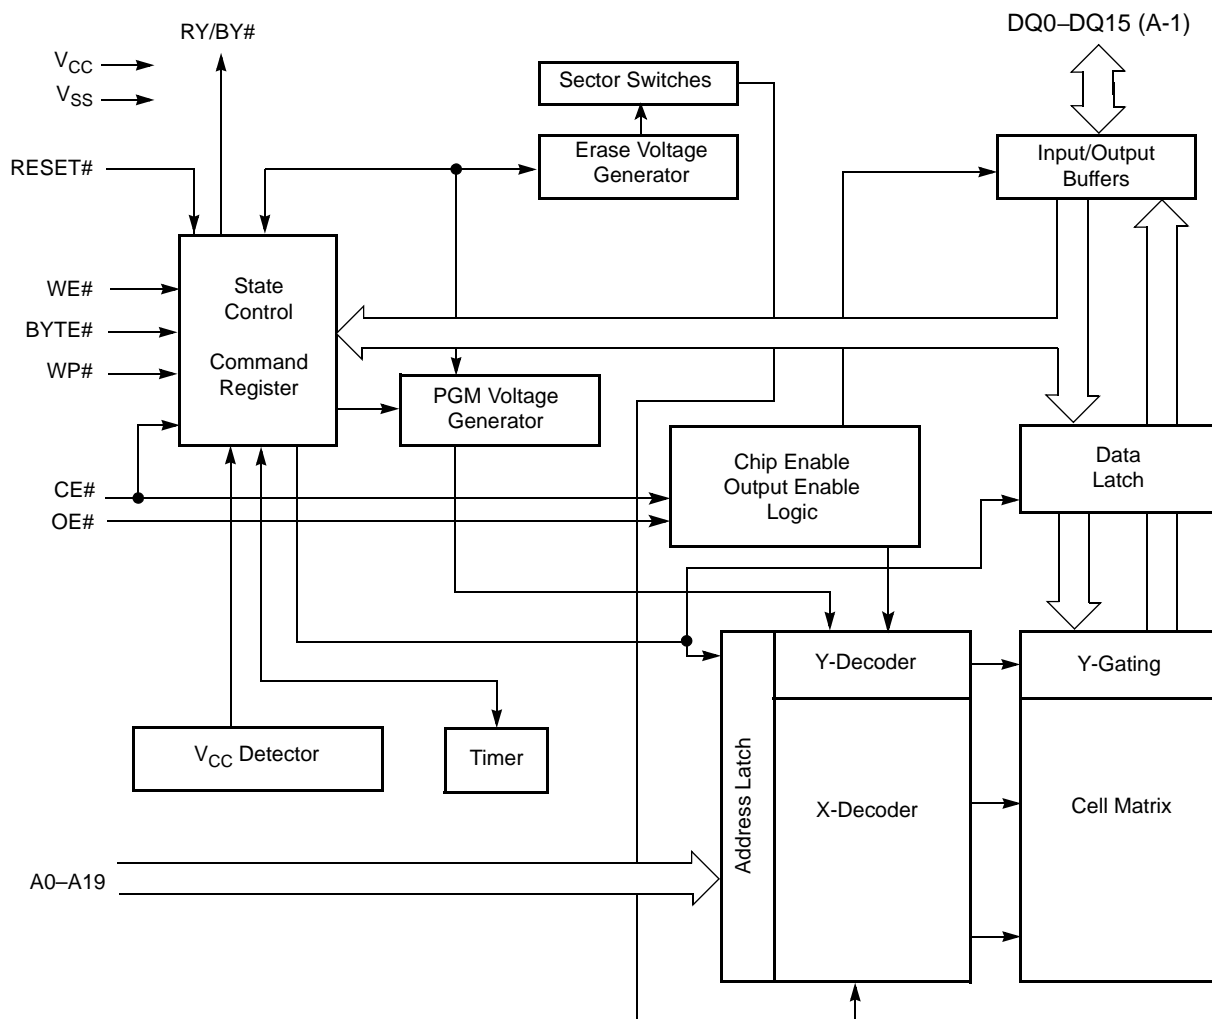 RY/BY#
DQ0–DQ15 (A-1)
VCC
VSS
Sector Switches
Erase Voltage
Generator
Input/Output
Buffers
RESET#
WE#
BYTE#
WP#
State
Control
Command
Register
PGM Voltage
Generator
CE#
OE#
Chip Enable
Output Enable
Logic
Data
Latch
Y-Decoder
Y-Gating
VCC Detector
Timer
Address Latch
X-Decoder
Cell Matrix
A0–A19